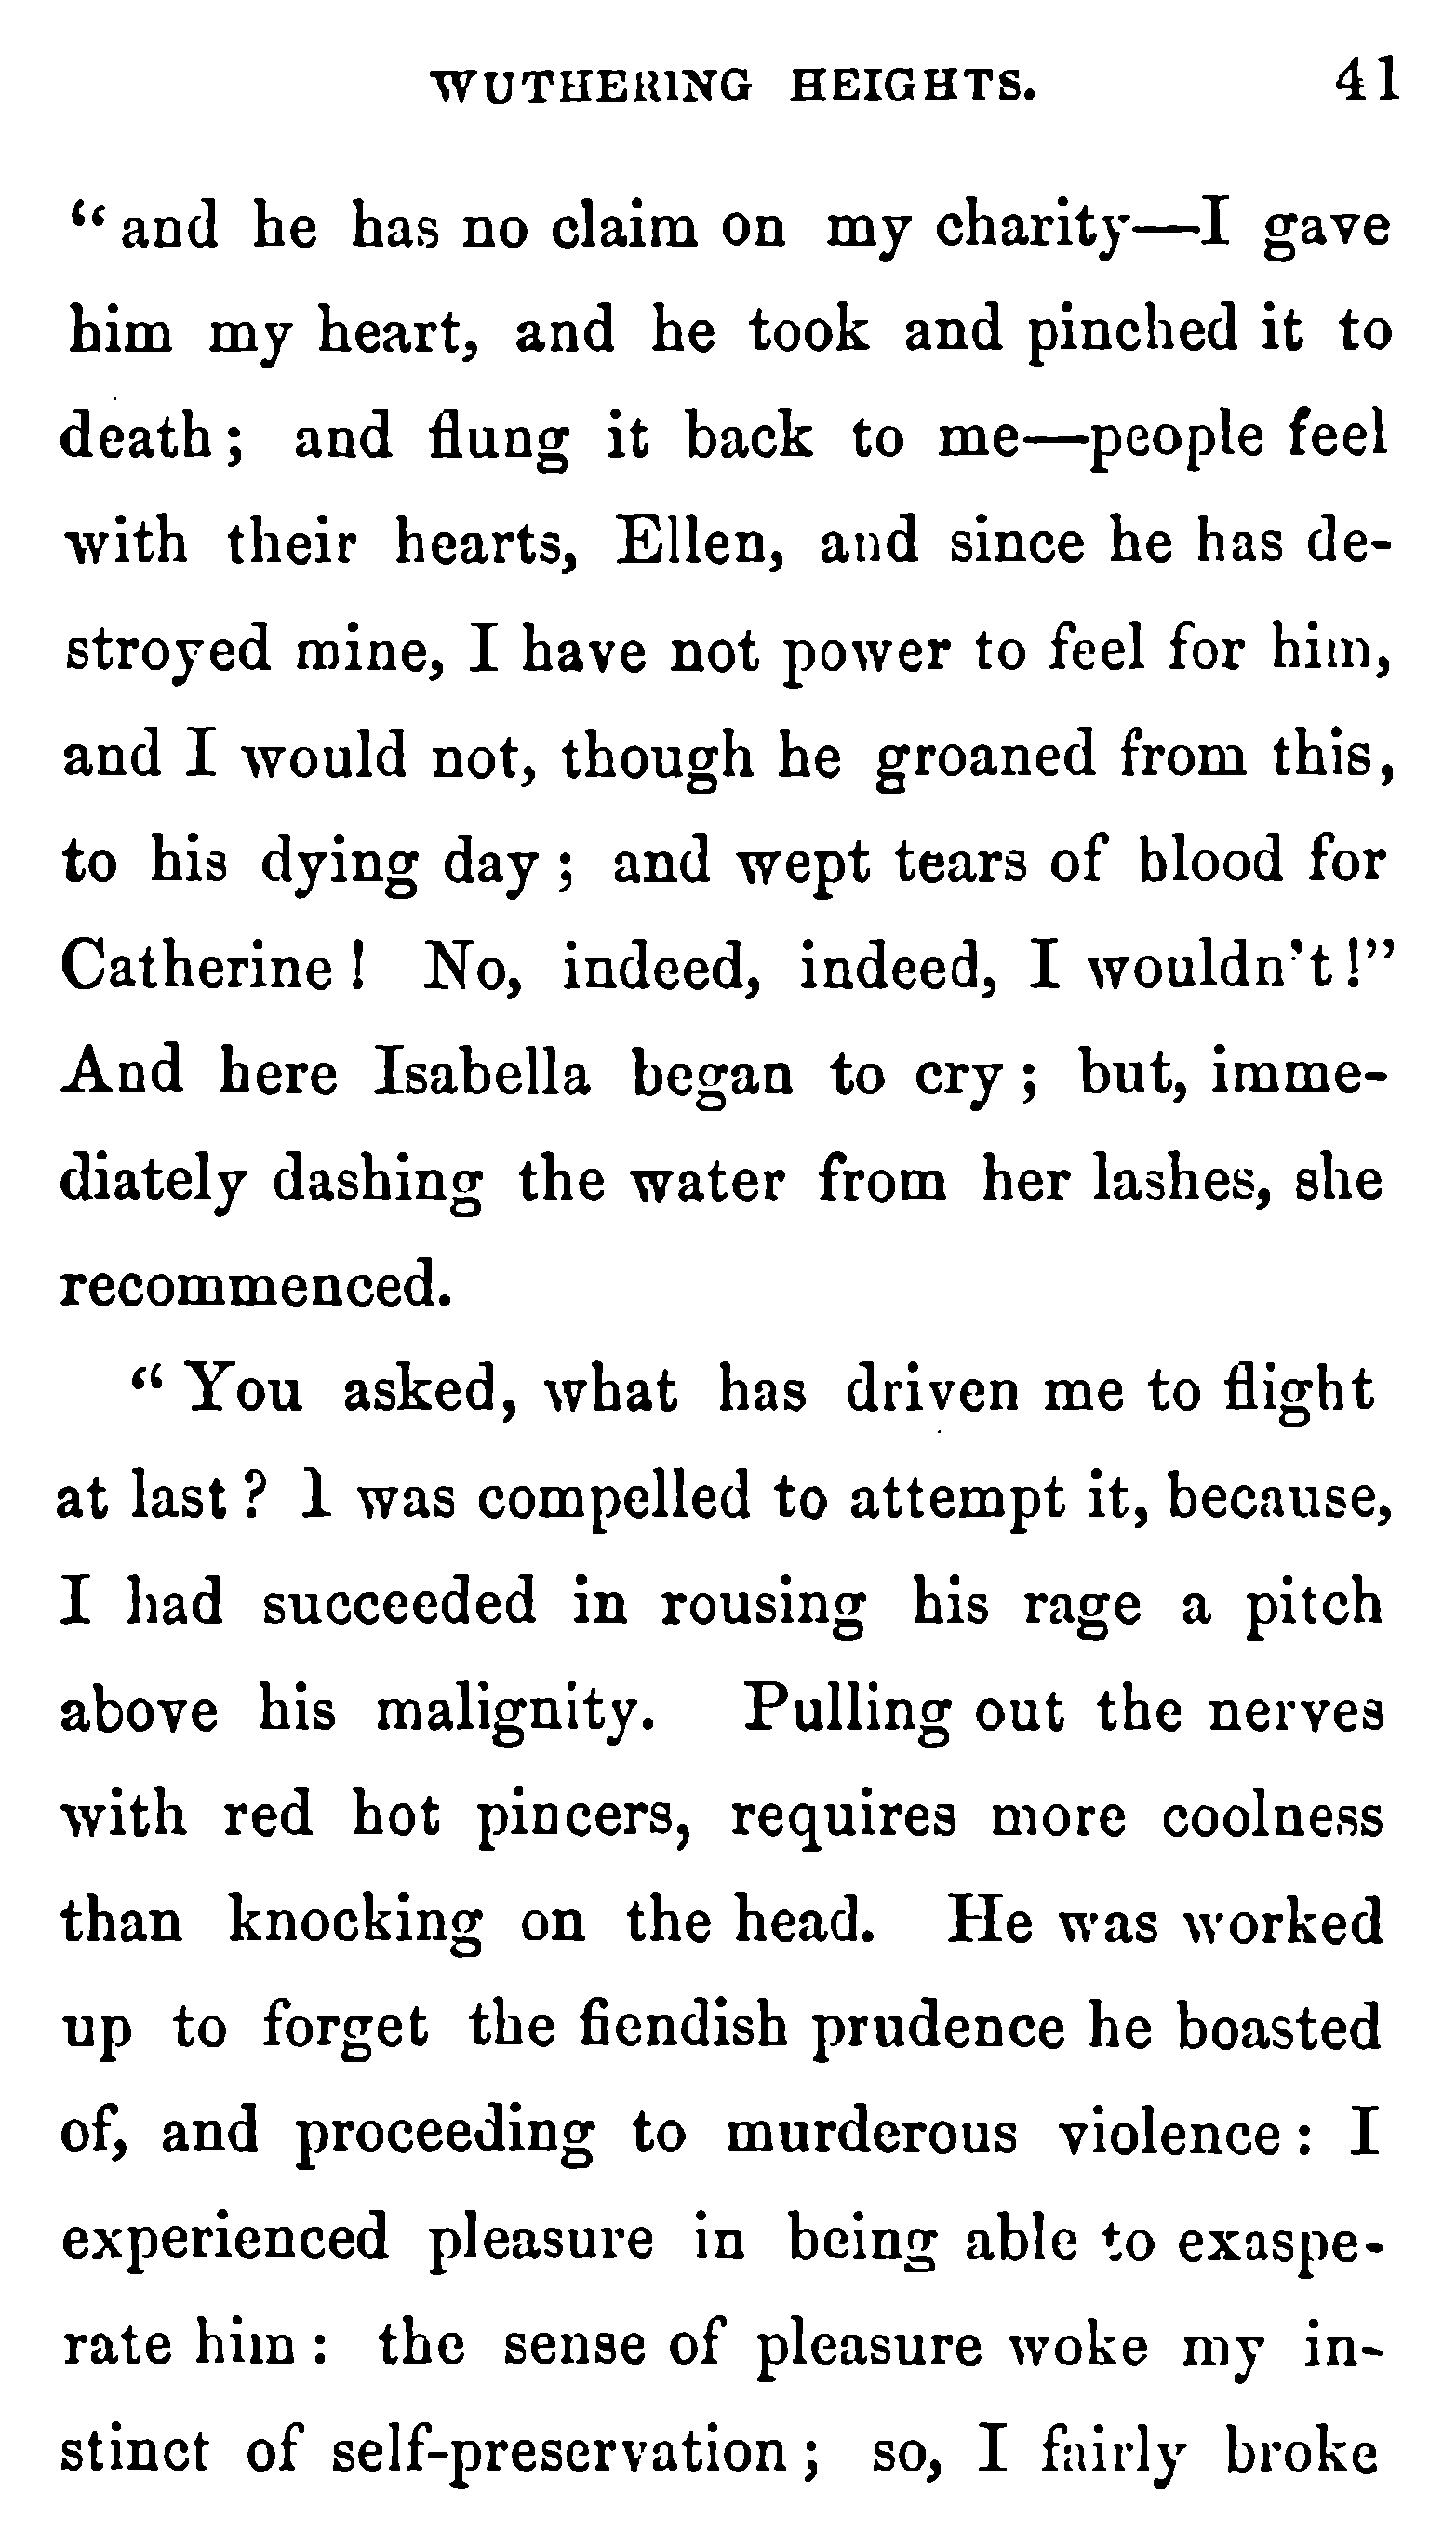 WUTHERING HEIGHTS. 41
“and he has no claim on my charity—I gave
him my heart, and he took and pinched it to
death; and flung it back to me—people feel
with their hearts, Ellen, and since he has de-
stroyed mine, I have not power to feel for him,
and I would not, though he groaned from this,
to his dying day; and wept tears of blood for
Catherine! No, indeed, indeed, I wouldn't!”
And here Isabella began to cry; but, imme-
diately dashing the water from her lashes, she
recommenced.
“You asked, what has driven me to flight
at last? I was compelled to attempt it, because,
I had succeeded in rousing his rage a pitch
above his malignity. Pulling out the nerves
with red hot pincers, requires more coolness
than knocking on the head. He was worked
up to forget the fiendish prudence he boasted
of, and proceeding to murderous violence: I
experienced pleasure in being able to exaspe-
rate him: the sense of pleasure woke my in-
stinct of self-preservation; so, I fairly broke